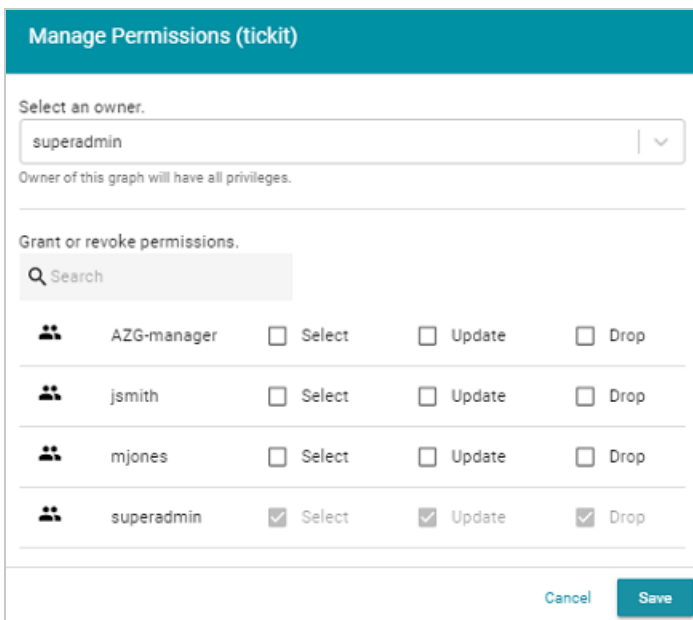 Manage Permissions (tickit)
Select an owner.
superadmin
Owner of this graph will have all privileges.
Grant or revoke permissions.
Search
AZG-manager Select Update Drop
jsmith Select Update Drop
mjones Select Update Drop
superadmin Select Update Drop
Cancel Save